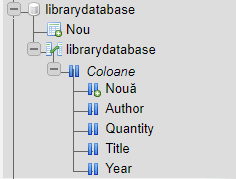 librarydatabase
Nou
librarydatabase
Coloane
Nouă
Author
Quantity
Title
Year